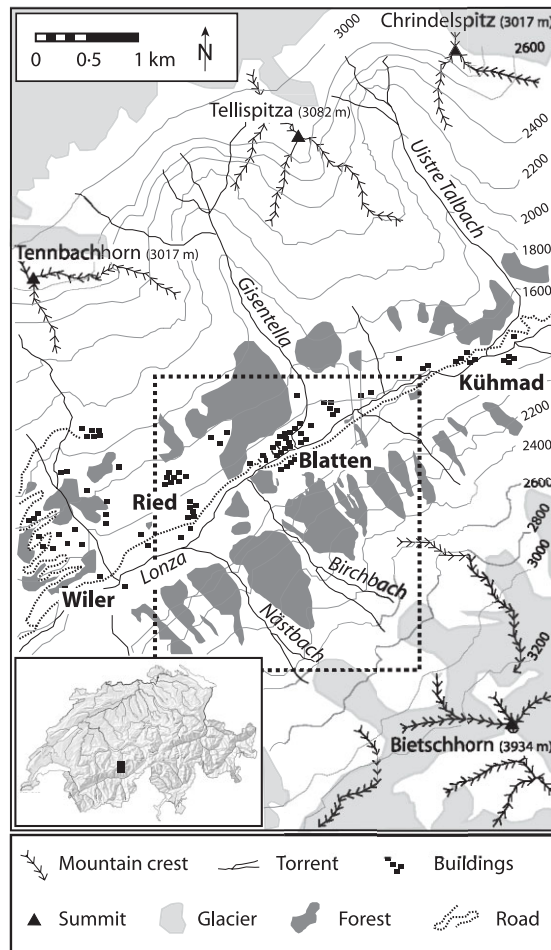 0 0·5 1 km
N
3000
Chrindelspitz (3017 m)
2600
Tellispitza (3082 m)
2400
Uistre Talbach
2200
2000
Tennbachhorn (3017 m)
1800
Gisentella
1600
Kühmad
2200
2400
Blatten
2600
Ried
2800
3000
Birchbach
Lonza
Wiler
Nästbach
3200
Bietschhorn (3934 m)
Mountain crest
Torrent
Buildings
Summit
Glacier
Forest
Road